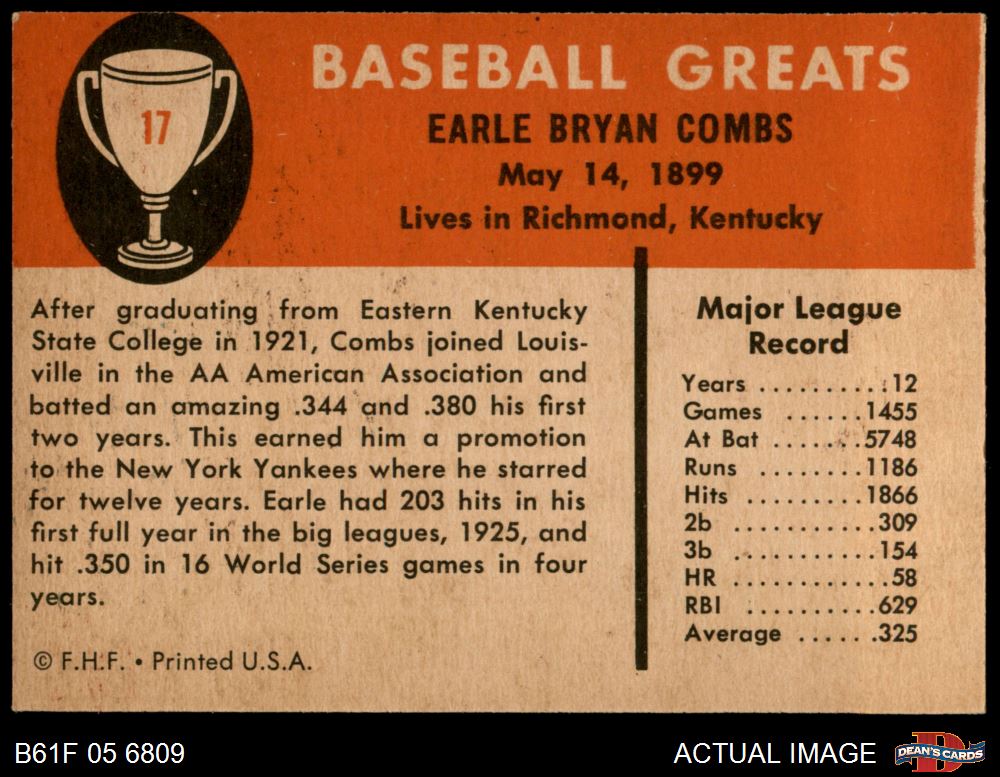 17
BASEBALL GREATS
EARLE BRYAN COMBS
May 14, 1899
Lives in Richmond, Kentucky
After graduating from Eastern Kentucky
State College in 1921, Combs joined Louis-
ville in the AA American Association and
batted an amazing .344 and .380 his first
two years. This earned him a promotion
to the New York Yankees where he starred
for twelve years. Earle had 203 hits in his
first full year in the big leagues, 1925, and
hit .350 in 16 World Series games in four
years.
© F.H.F. • Printed U.S.A.
Major League
Record
Years ..........12
Games ......1455
At Bat .......5748
Runs ........1186
Hits .........1866
2b ...........309
3b ...........154
HR ............58
RBI ..........629
Average ......325
B61F 05 6809
ACTUAL IMAGE
D
DEAN'S CARDS